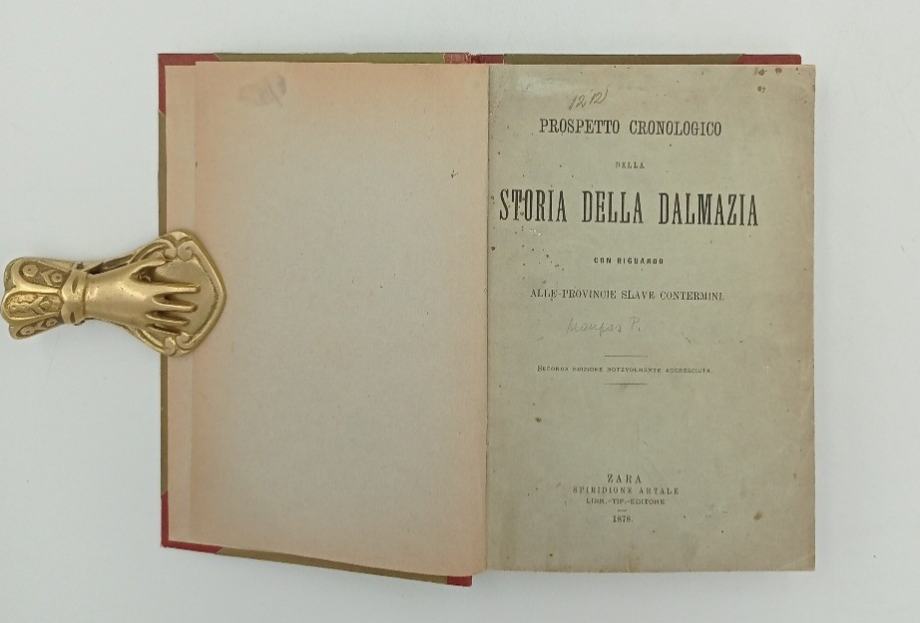 1212
PROSPETTO CRONOLOGICO
DELLA
STORIA DELLA DALMAZIA
CON RIGUARDO
ALLE PROVINCIE SLAVE CONTERMINI.
P.
SECONDA EDIZIONE NOTEVOLMENTE ACCRESCIUTA.
ZARA
SPIRIDIONE ARTALE
LIBR.-TIP.-EDITORE
1878.